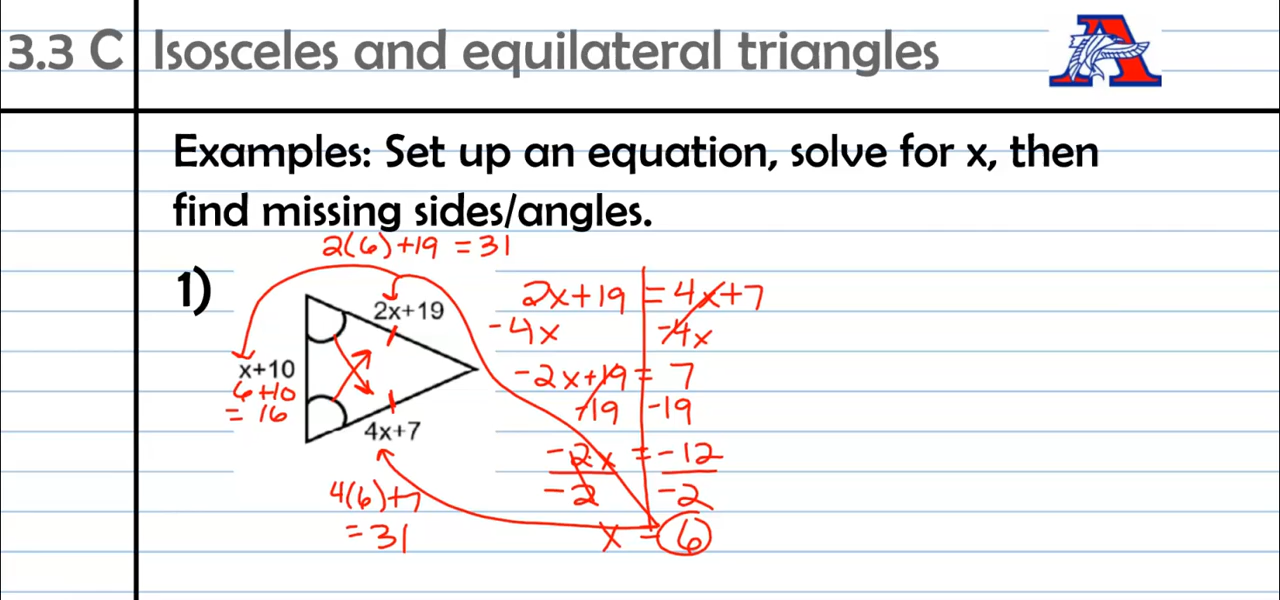 3.3 C Isosceles and equilateral triangles
Examples: Set up an equation, solve for x, then
find missing sides/angles.
1)
2(6)+19 = 31
2x+19
x+10
6+10
= 16
4x+7
4(6)+7
= 31
2x+19 = 4x+7
-4x -4x
-2x+19 = 7
-19 -19
-2x = -12
-2 -2
x = 6